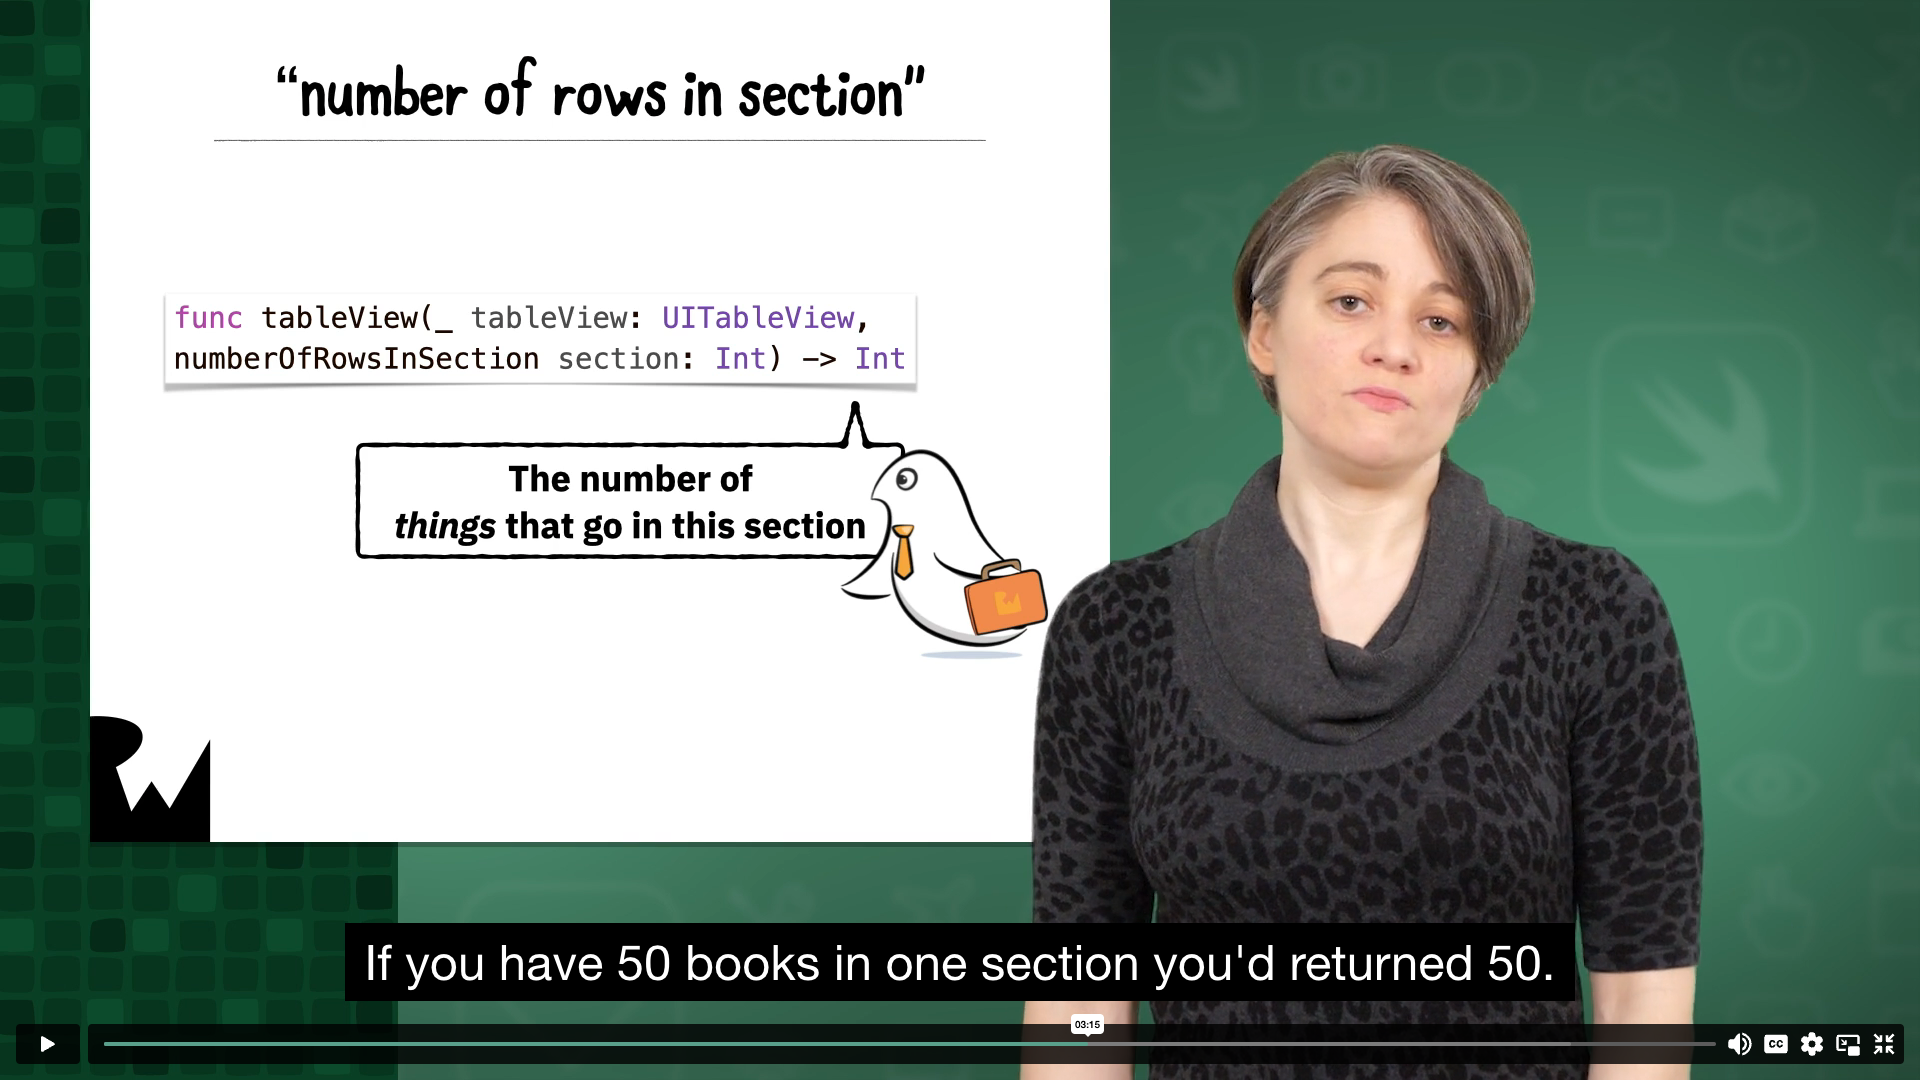 “number of rows in section”
func tableView(_ tableView: UITableView,
numberOfRowsInSection section: Int) -> Int
The number of
things that go in this section
RW
If you have 50 books in one section you'd returned 50.
03:15
CC